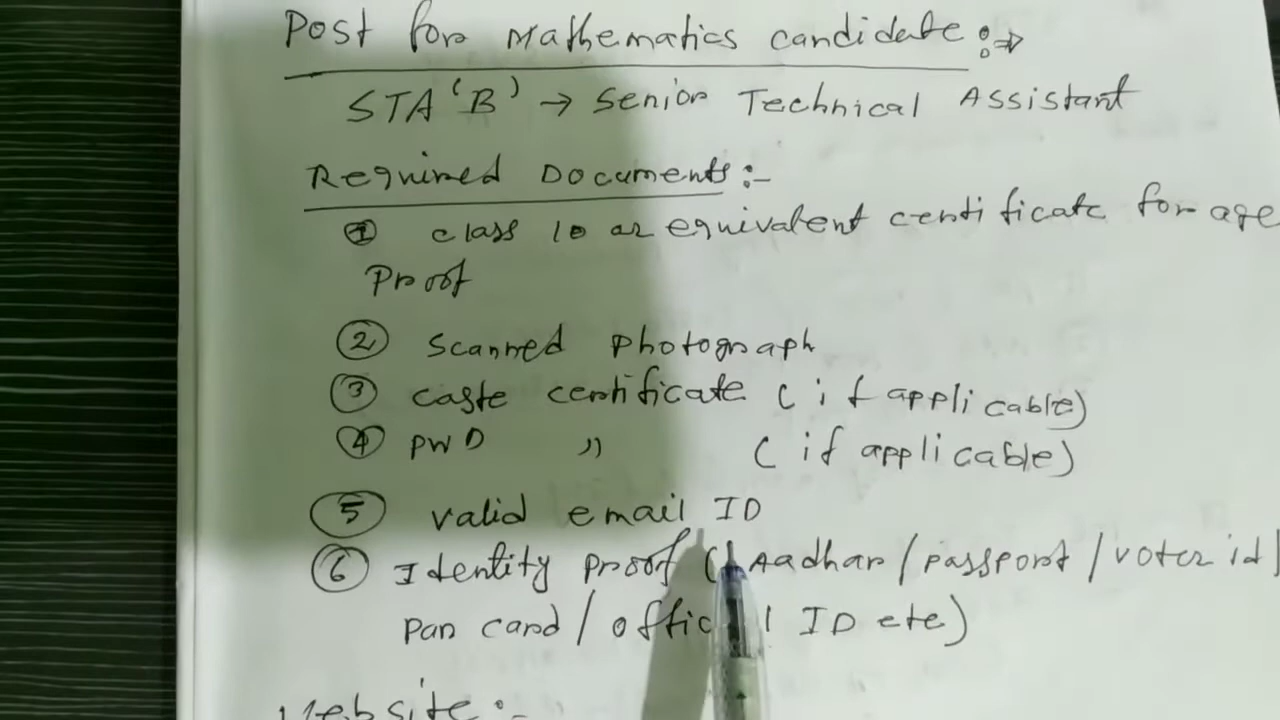 Post for Mathematics candidate :⇒
STA 'B' → Senior Technical Assistant
Required Documents :-
① class 10 or equivalent certificate for age
Proof
② Scanned Photograph
③ caste certificate (if applicable)
④ PWD " (if applicable)
⑤ valid email ID
⑥ Identity proof (Aadhar/passport/voter id/
Pan card/ ID etc)
Website :-